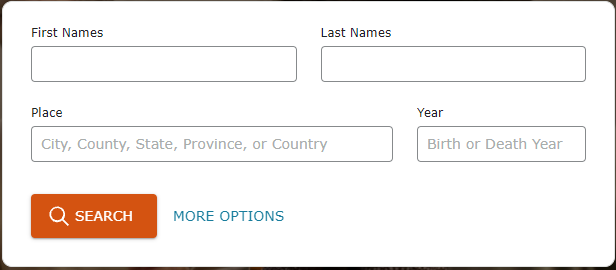 First Names Last Names
Place Year
City, County, State, Province, or Country Birth or Death Year
SEARCH MORE OPTIONS